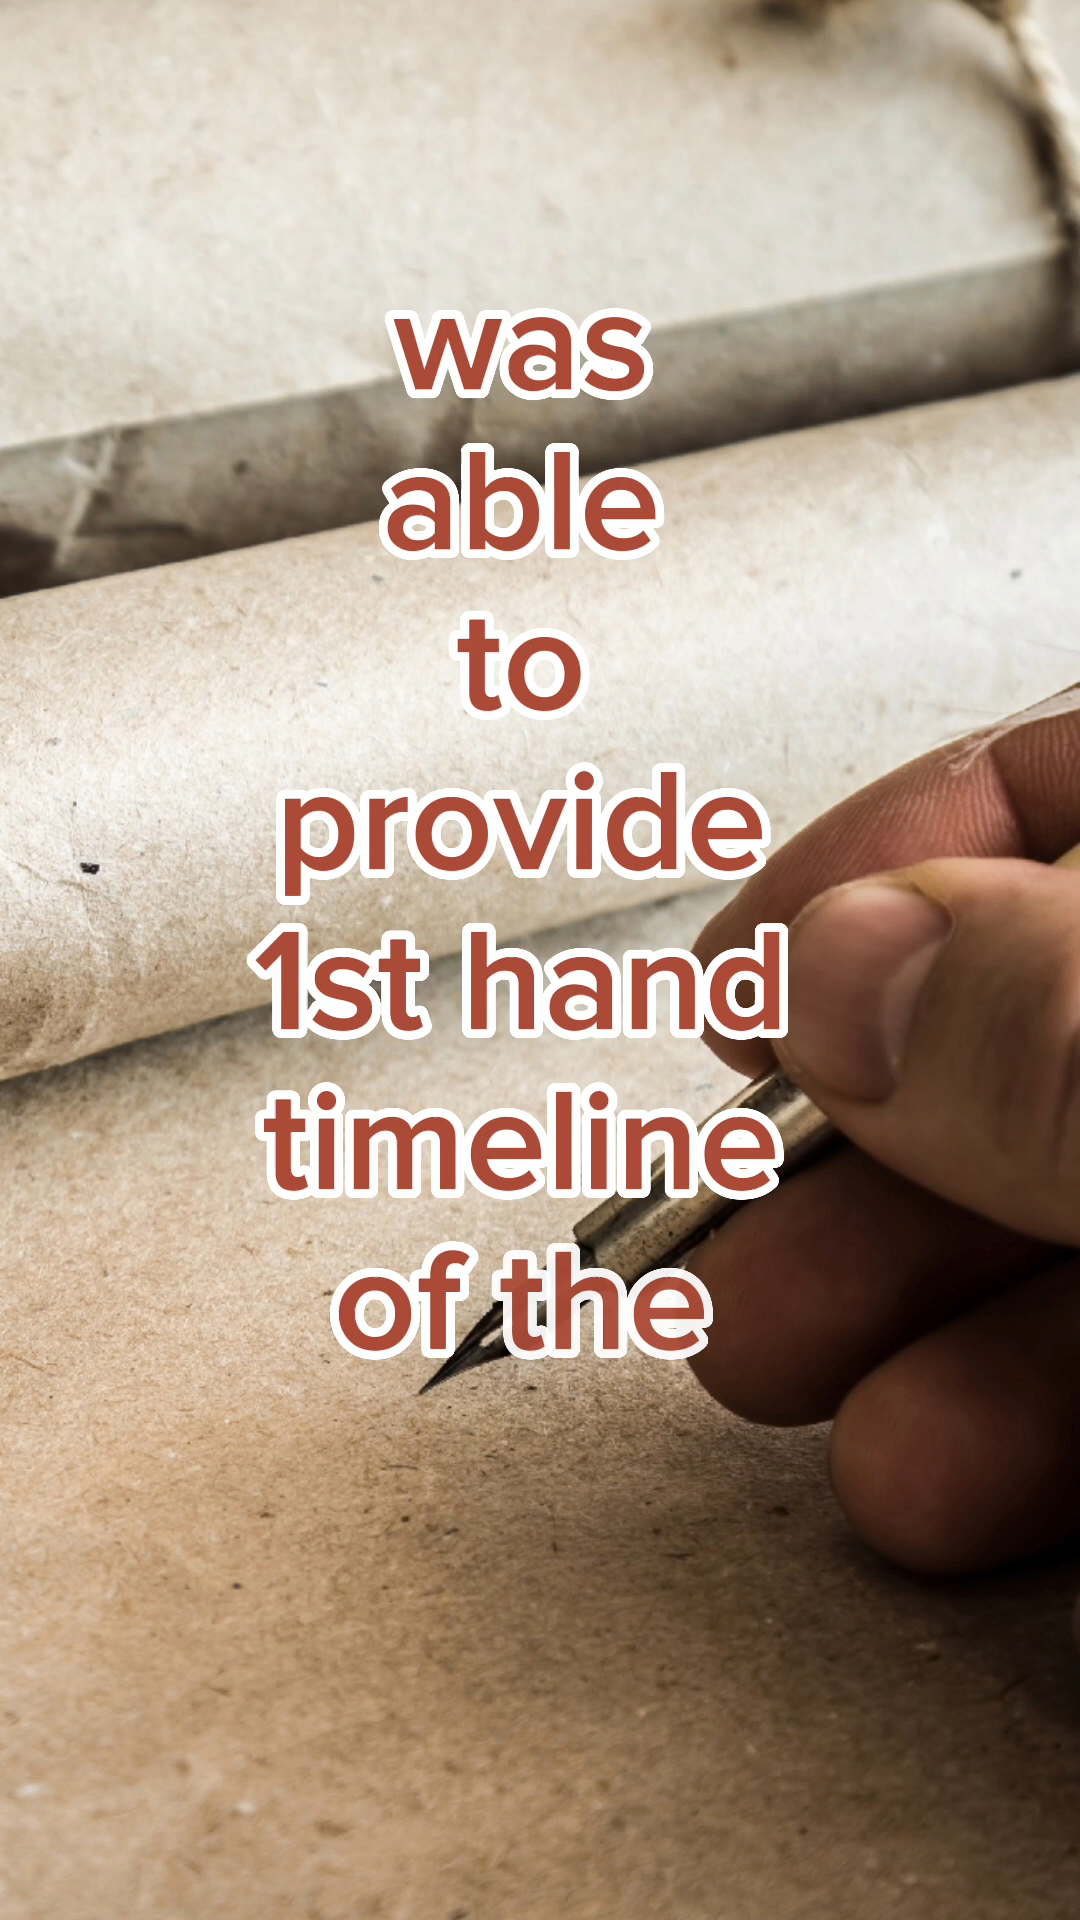 was
able
to
provide
1st hand
timeline
of the